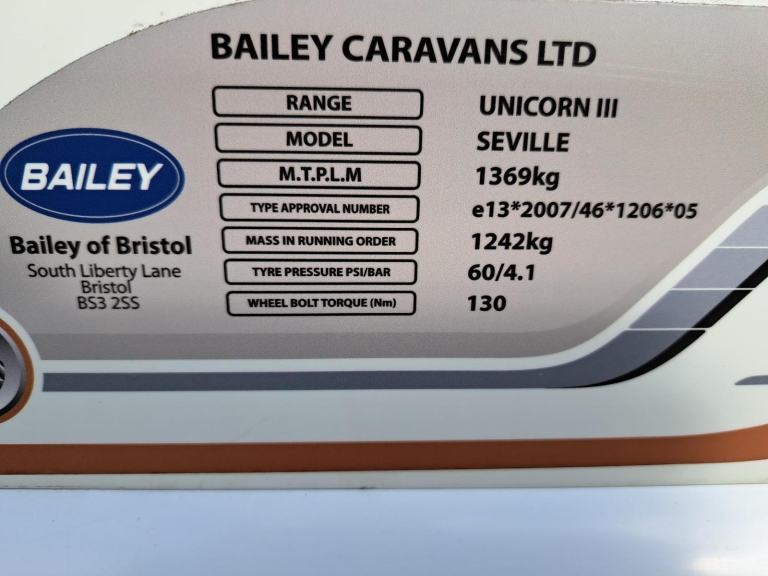 BAILEY CARAVANS LTD
RANGE UNICORN III
MODEL SEVILLE
M.T.P.L.M 1369kg
TYPE APPROVAL NUMBER e13*2007/46*1206*05
MASS IN RUNNING ORDER 1242kg
TYRE PRESSURE PSI/BAR 60/4.1
WHEEL BOLT TORQUE (Nm) 130
BAILEY
Bailey of Bristol
South Liberty Lane
Bristol
BS3 2SS